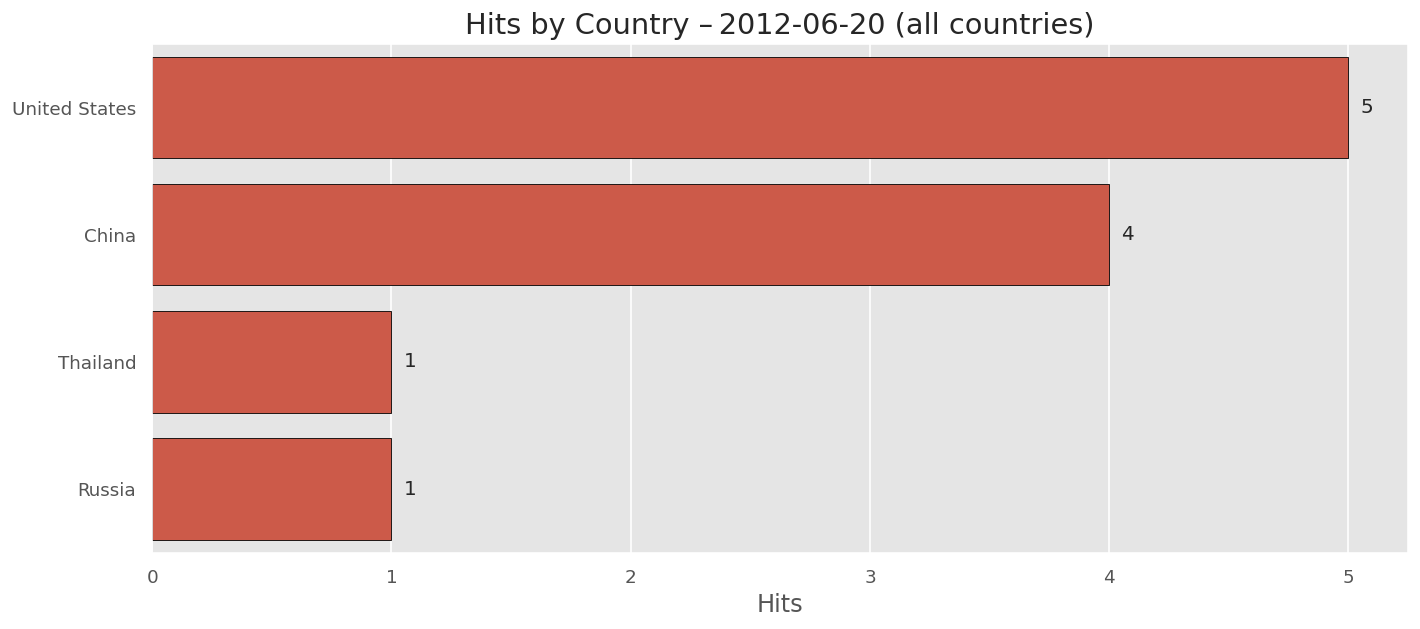 Hits by Country – 2012-06-20 (all countries)
United States
5
China
4
Thailand
1
Russia
1
0 1 2 3 4 5
Hits